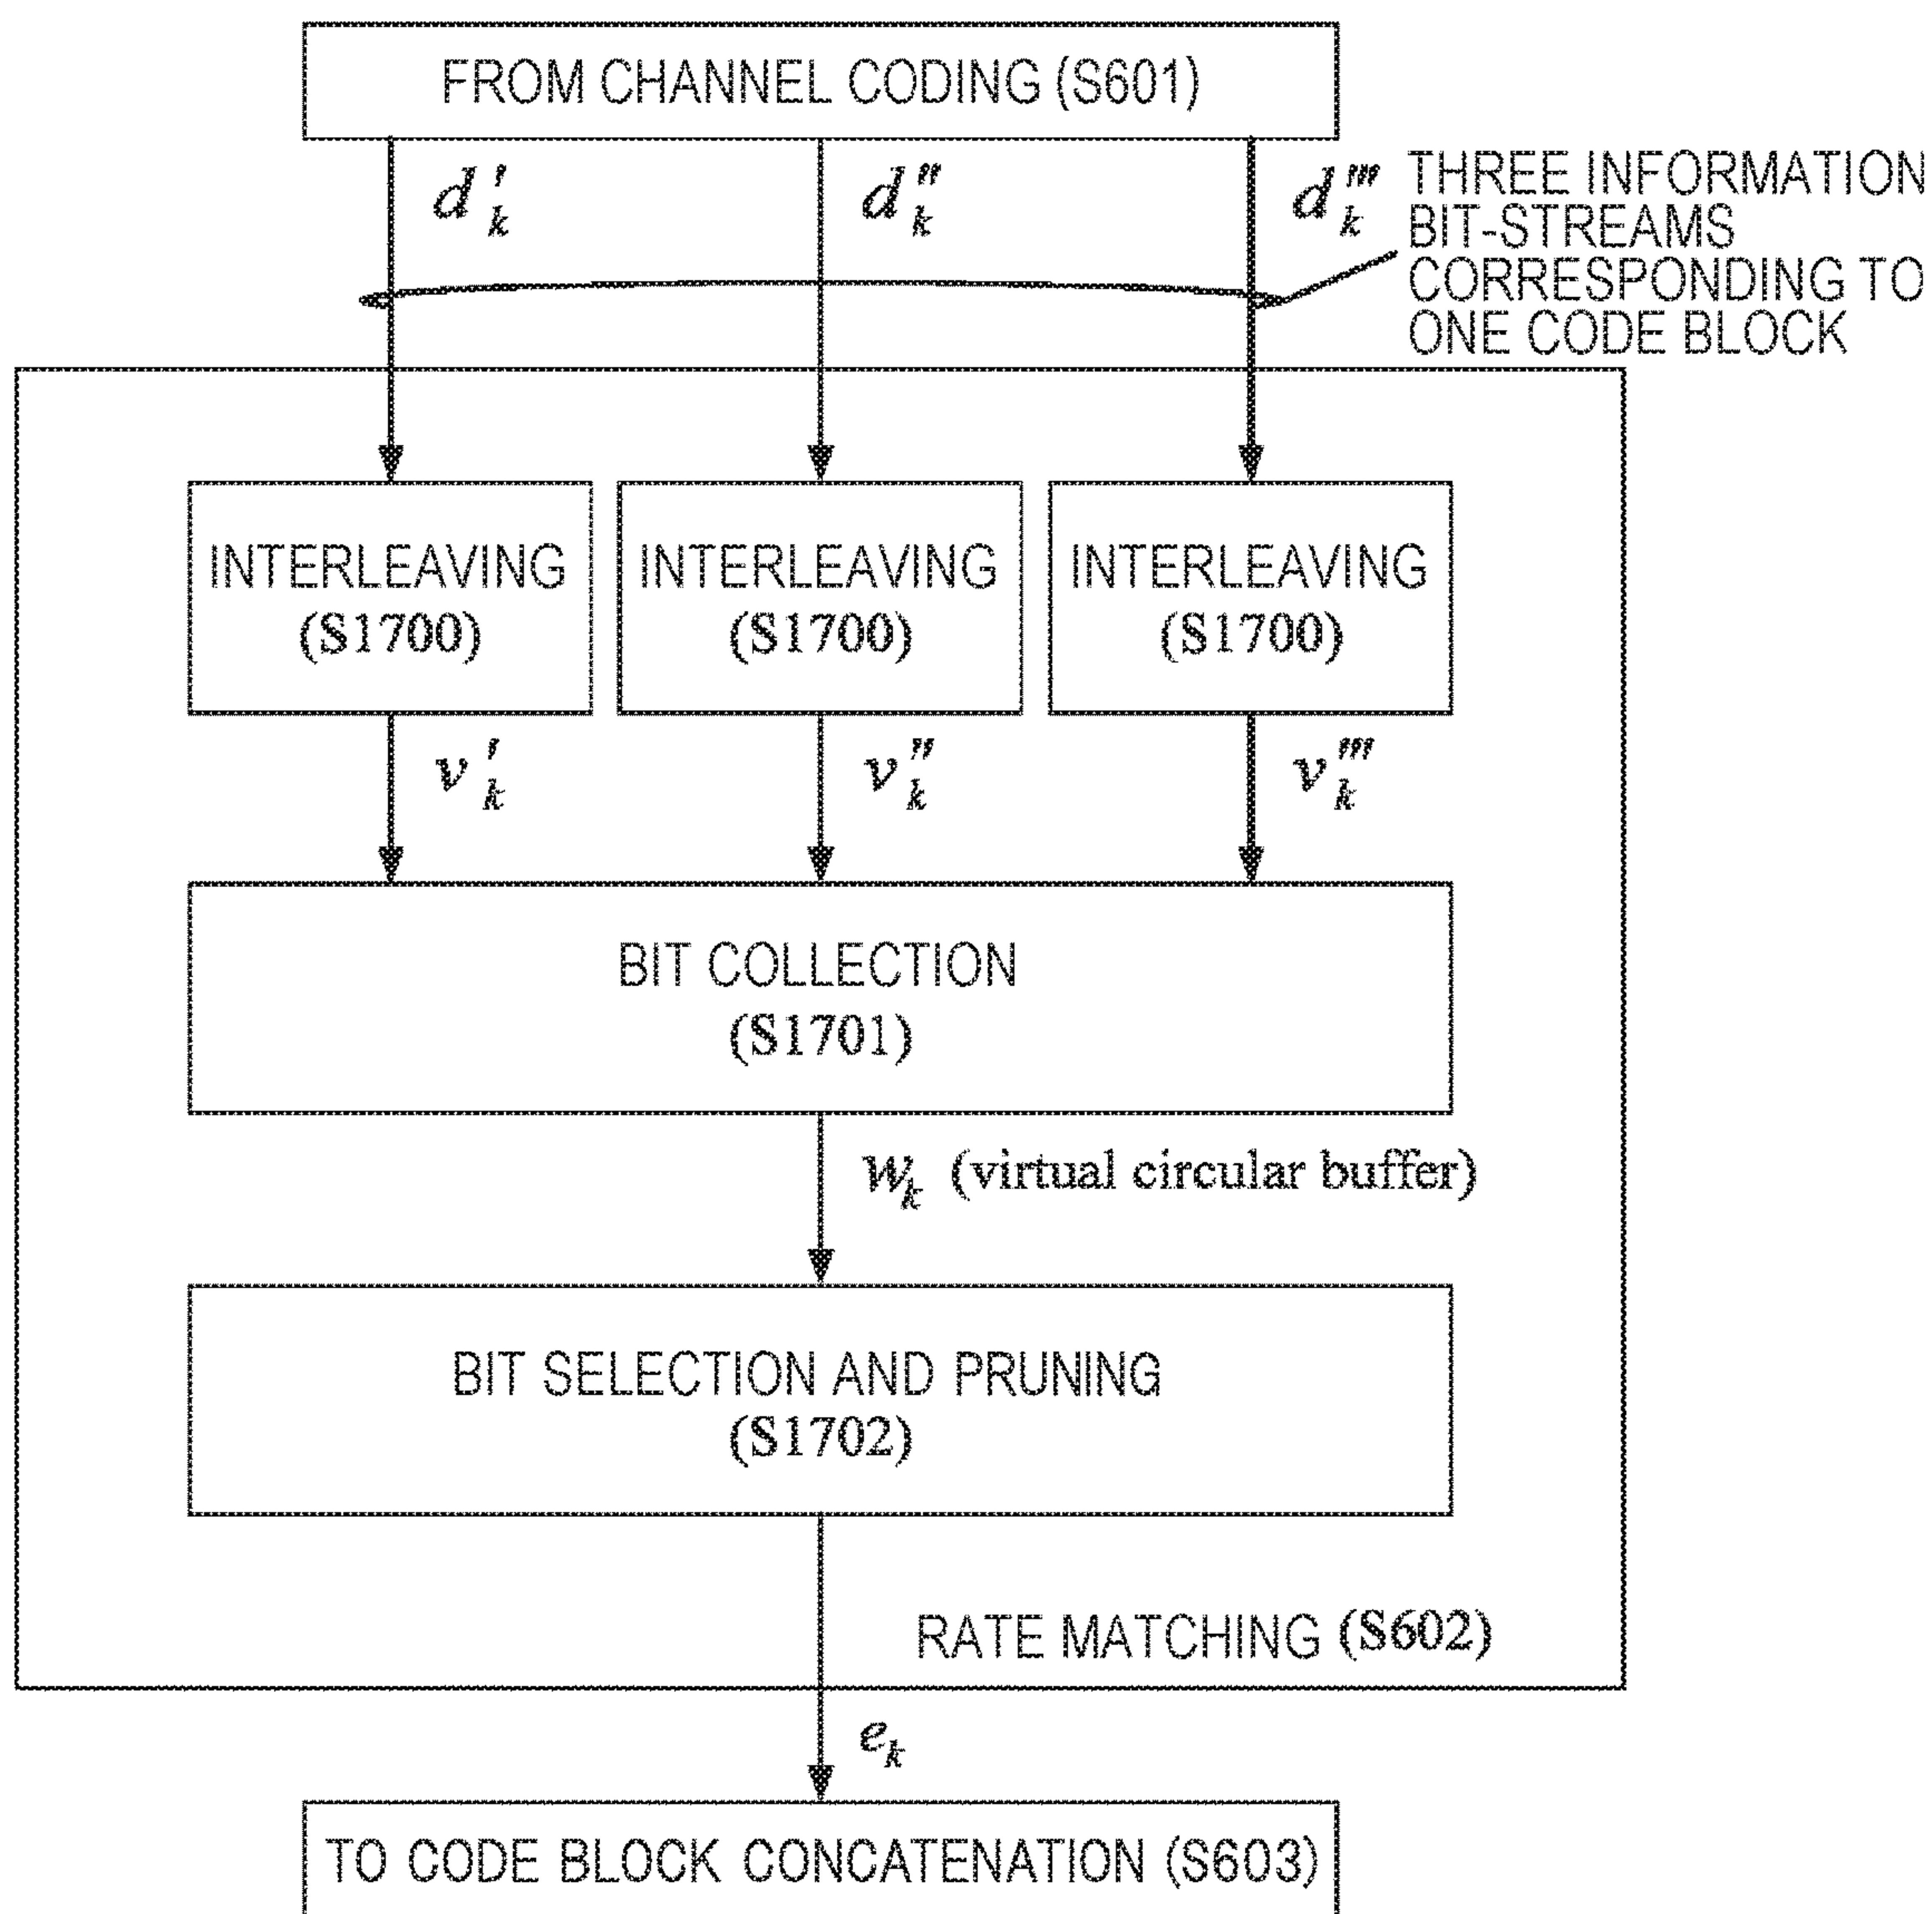 FROM CHANNEL CODING (S601)
d'k d''k d'''k
THREE INFORMATION
BIT-STREAMS
CORRESPONDING TO
ONE CODE BLOCK
INTERLEAVING INTERLEAVING INTERLEAVING
(S1700) (S1700) (S1700)
v'k v''k v'''k
BIT COLLECTION
(S1701)
wk (virtual circular buffer)
BIT SELECTION AND PRUNING
(S1702)
RATE MATCHING (S602)
ek
TO CODE BLOCK CONCATENATION (S603)